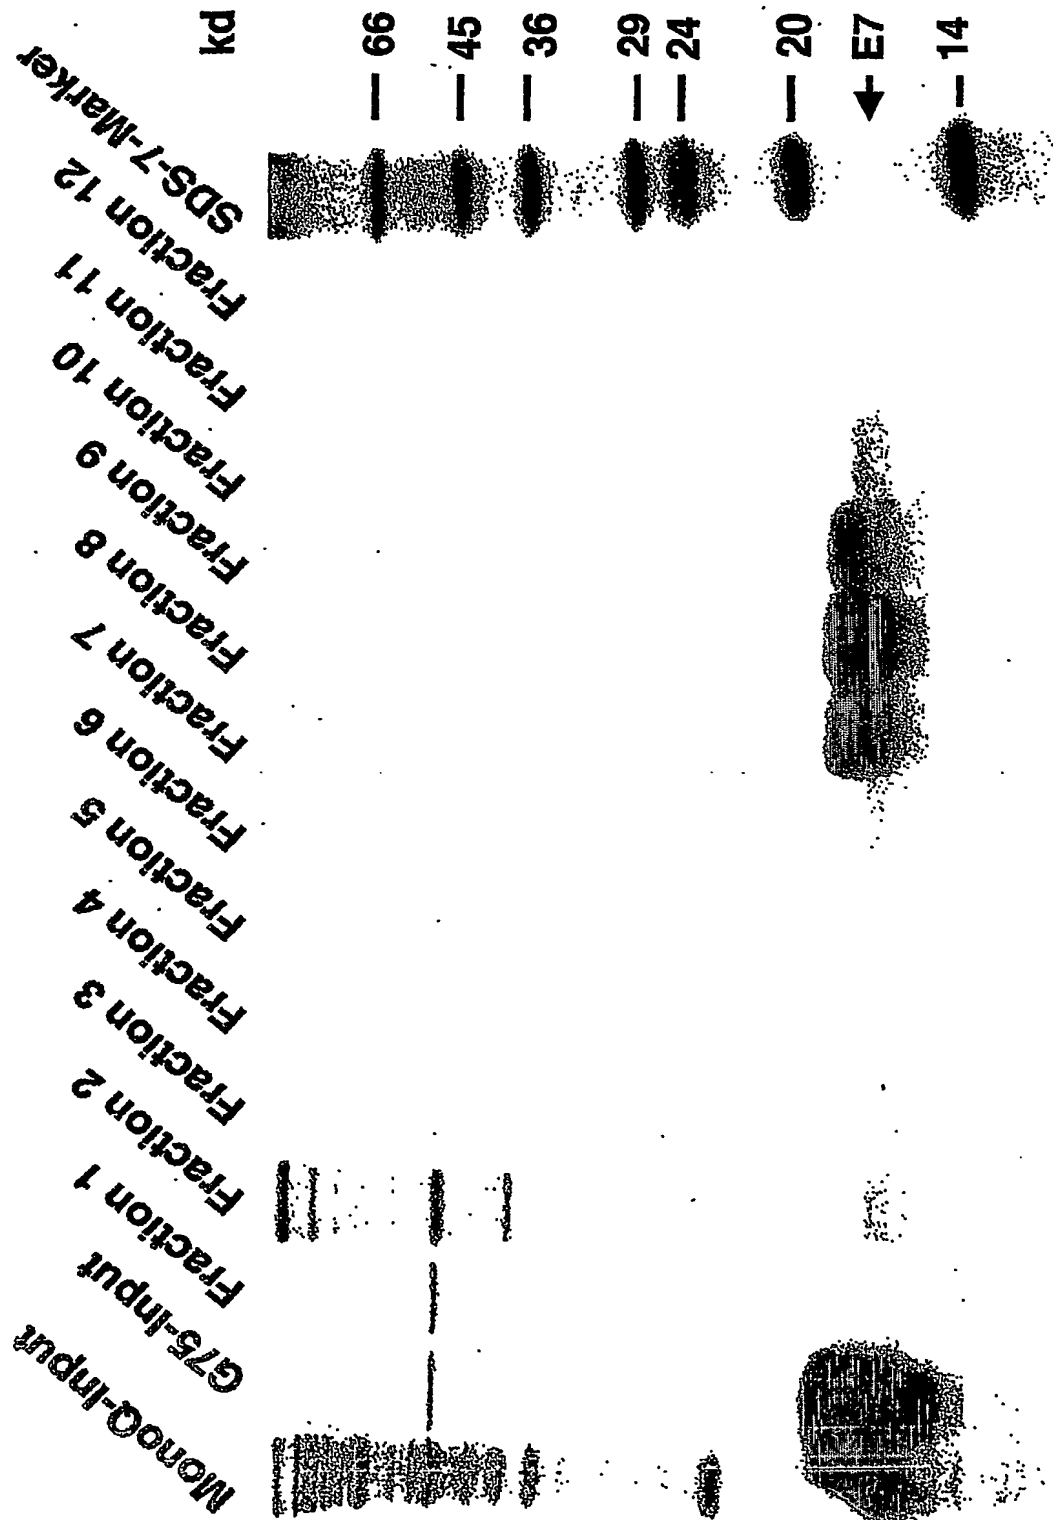 MonoQ-Input
G75-Input
Fraction 1
Fraction 2
Fraction 3
Fraction 4
Fraction 5
Fraction 6
Fraction 7
Fraction 8
Fraction 9
Fraction 10
Fraction 11
Fraction 12
SDS-7-Marker
kd
66
45
36
29
24
20
E7
14